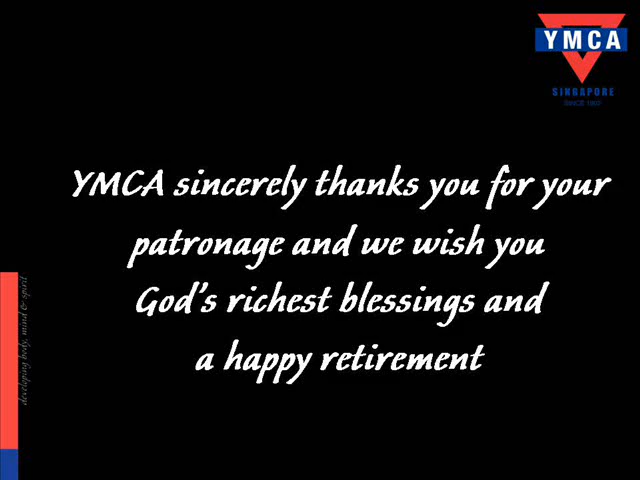 YMCA
SINGAPORE
SINCE 1902
YMCA sincerely thanks you for your
patronage and we wish you
God's richest blessings and
a happy retirement
developing body, mind & spirit